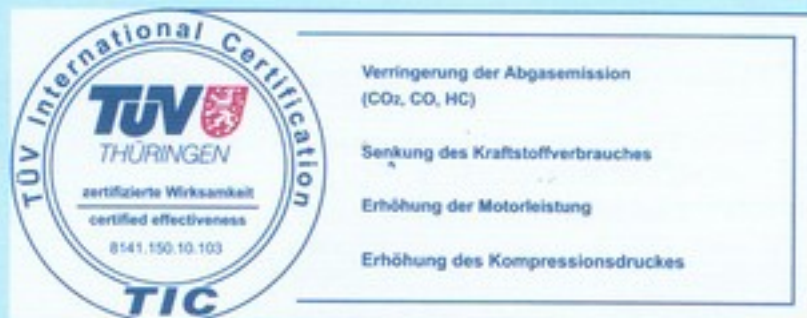 TÜV International Certification
TÜV
THÜRINGEN
zertifizierte Wirksamkeit
certified effectiveness
8141.150.10.103
TIC
Verringerung der Abgasemission
(CO₂, CO, HC)
Senkung des Kraftstoffverbrauches
Erhöhung der Motorleistung
Erhöhung des Kompressionsdruckes